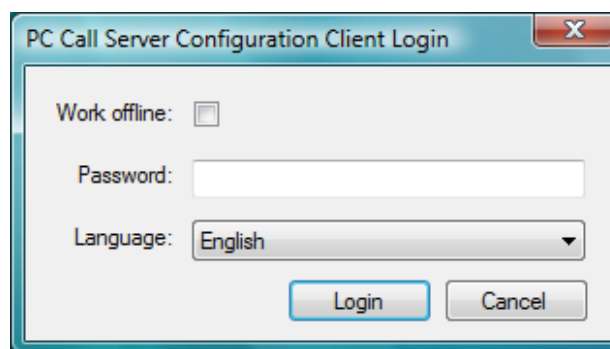 PC Call Server Configuration Client Login
Work offline:
Password:
Language: English
Login Cancel